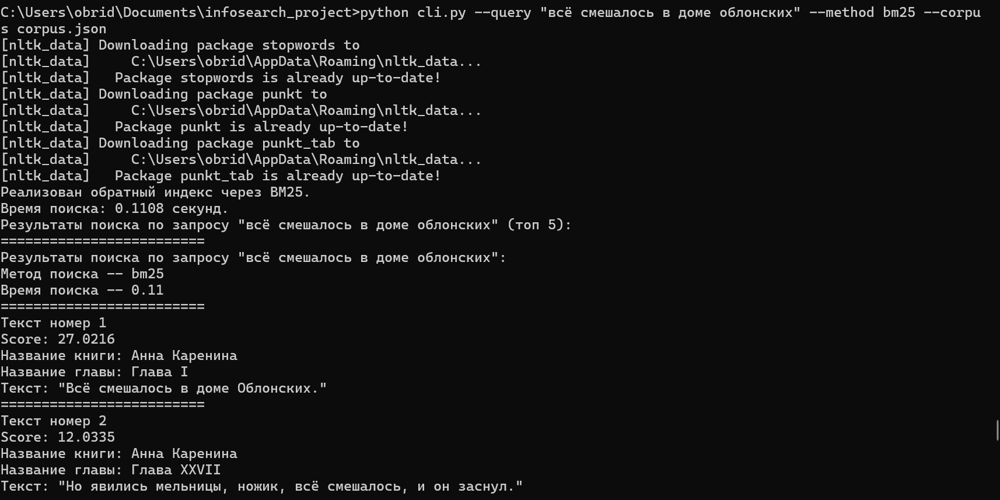 C:\Users\obrid\Documents\infosearch_project>python cli.py --query "всё смешалось в доме облонских" --method bm25 --corpu
s corpus.json
[nltk_data] Downloading package stopwords to
[nltk_data]     C:\Users\obrid\AppData\Roaming\nltk_data...
[nltk_data]   Package stopwords is already up-to-date!
[nltk_data] Downloading package punkt to
[nltk_data]     C:\Users\obrid\AppData\Roaming\nltk_data...
[nltk_data]   Package punkt is already up-to-date!
[nltk_data] Downloading package punkt_tab to
[nltk_data]     C:\Users\obrid\AppData\Roaming\nltk_data...
[nltk_data]   Package punkt_tab is already up-to-date!
Реализован обратный индекс через BM25.
Время поиска: 0.1108 секунд.
Результаты поиска по запросу "всё смешалось в доме облонских" (топ 5):
=========================
Результаты поиска по запросу "всё смешалось в доме облонских":
Метод поиска -- bm25
Время поиска -- 0.11
=========================
Текст номер 1
Score: 27.0216
Название книги: Анна Каренина
Название главы: Глава I
Текст: "Всё смешалось в доме Облонских."
=========================
Текст номер 2
Score: 12.0335
Название книги: Анна Каренина
Название главы: Глава XXVII
Текст: "Но явились мельницы, ножик, всё смешалось, и он заснул."